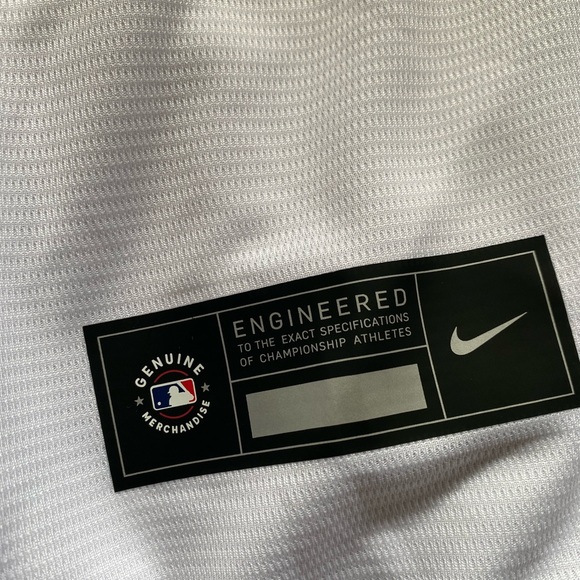 GENUINE
MERCHANDISE
ENGINEERED
TO THE EXACT SPECIFICATIONS
OF CHAMPIONSHIP ATHLETES